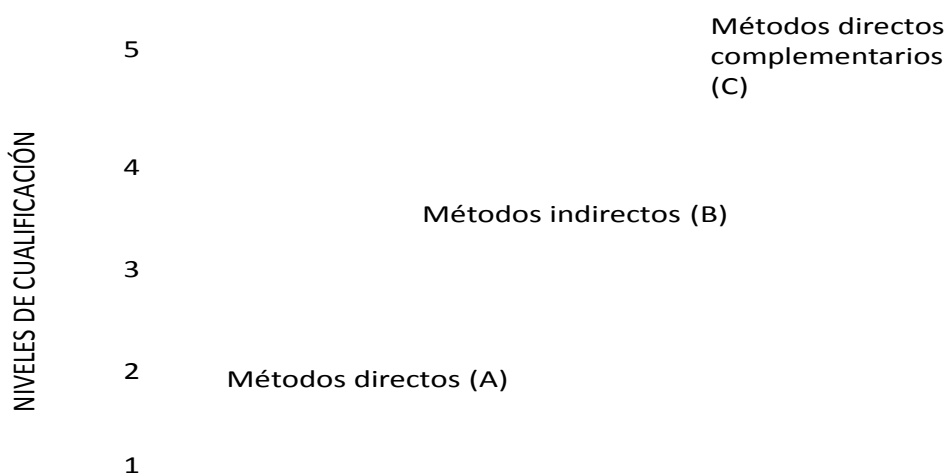 NIVELES DE CUALIFICACIÓN
5
Métodos directos
complementarios
(C)
4
Métodos indirectos (B)
3
2
Métodos directos (A)
1